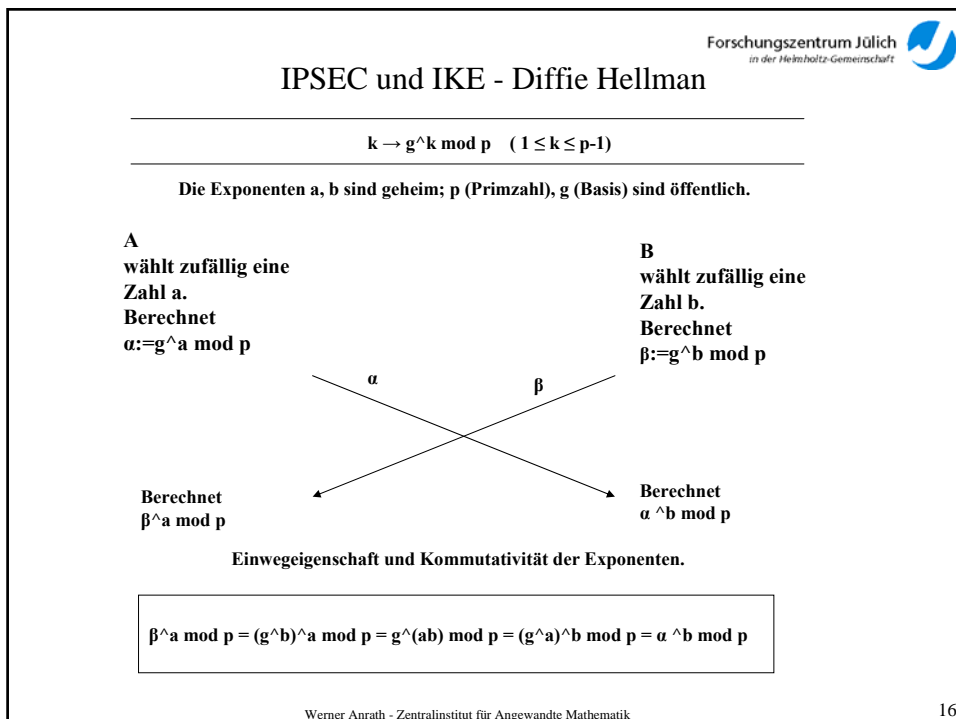 Forschungszentrum Jülich
in der Helmholtz-Gemeinschaft
IPSEC und IKE - Diffie Hellman
k → g^k mod p ( 1 ≤ k ≤ p-1)
Die Exponenten a, b sind geheim; p (Primzahl), g (Basis) sind öffentlich.
A
wählt zufällig eine
Zahl a.
Berechnet
α:=g^a mod p
B
wählt zufällig eine
Zahl b.
Berechnet
β:=g^b mod p
α
β
Berechnet
β^a mod p
Berechnet
α ^b mod p
Einwegeigenschaft und Kommutativität der Exponenten.
β^a mod p = (g^b)^a mod p = g^(ab) mod p = (g^a)^b mod p = α ^b mod p
Werner Anrath - Zentralinstitut für Angewandte Mathematik
16